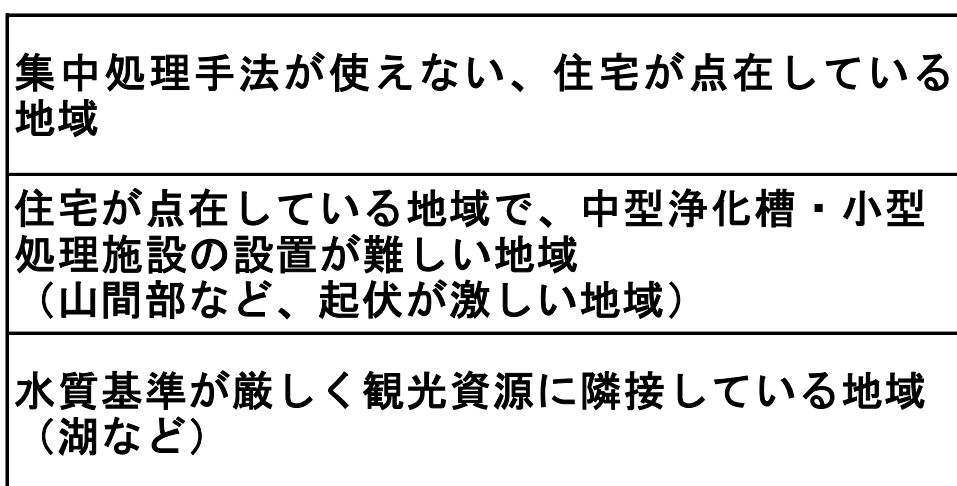 集中処理手法が使えない、住宅が点在している
地域
住宅が点在している地域で、中型浄化槽・小型
処理施設の設置が難しい地域
（山間部など、起伏が激しい地域）
水質基準が厳しく観光資源に隣接している地域
（湖など）